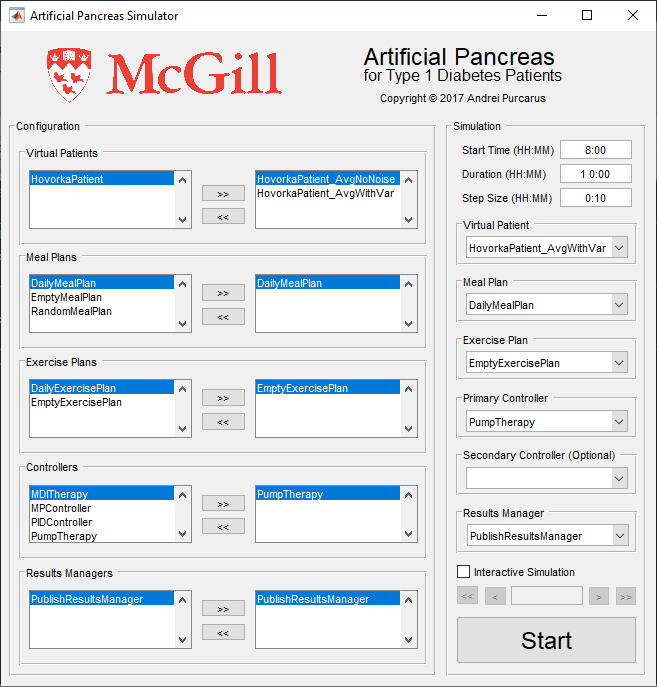 Artificial Pancreas Simulator
McGill
Artificial Pancreas
for Type 1 Diabetes Patients
Copyright © 2017 Andrei Purcarus
Configuration
Virtual Patients
HovorkaPatient
>>
<<
HovorkaPatient_AvgNoNoise
HovorkaPatient_AvgWithVar
Meal Plans
DailyMealPlan
EmptyMealPlan
RandomMealPlan
>>
<<
DailyMealPlan
Exercise Plans
DailyExercisePlan
EmptyExercisePlan
>>
<<
EmptyExercisePlan
Controllers
MDITherapy
MPController
PIDController
PumpTherapy
>>
<<
PumpTherapy
Results Managers
PublishResultsManager
>>
<<
PublishResultsManager
Simulation
Start Time (HH:MM) 8:00
Duration (HH:MM) 1 0:00
Step Size (HH:MM) 0:10
Virtual Patient
HovorkaPatient_AvgWithVar
Meal Plan
DailyMealPlan
Exercise Plan
EmptyExercisePlan
Primary Controller
PumpTherapy
Secondary Controller (Optional)
Results Manager
PublishResultsManager
Interactive Simulation
<< < > >>
Start